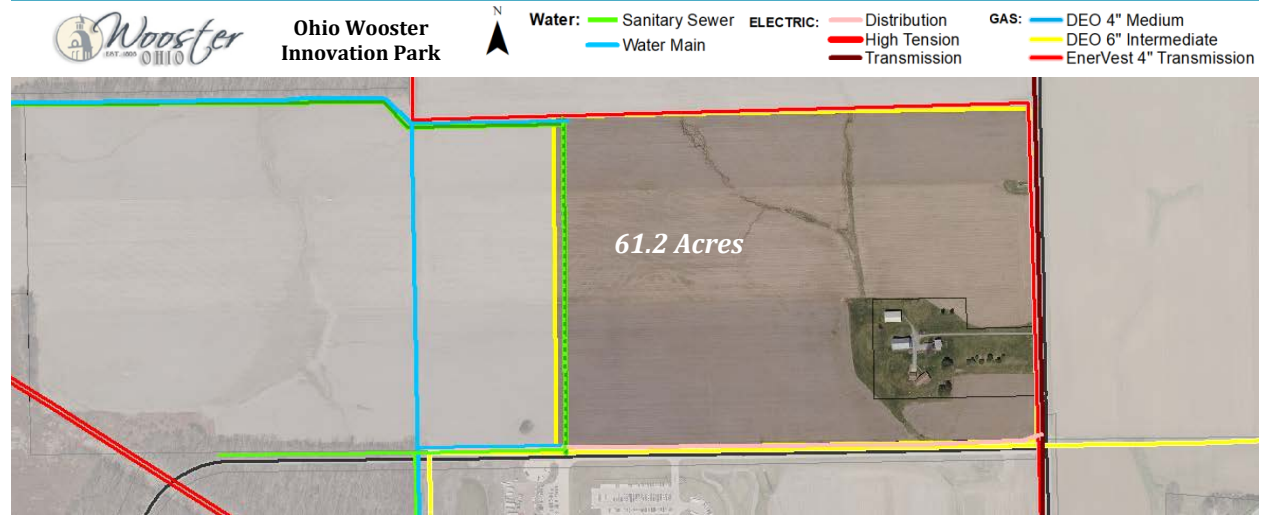 Wooster
EST. 1808
OHIO
Ohio Wooster
Innovation Park
N
Water:
Sanitary Sewer
Water Main
ELECTRIC:
Distribution
High Tension
Transmission
GAS:
DEO 4" Medium
DEO 6" Intermediate
EnerVest 4" Transmission
61.2 Acres